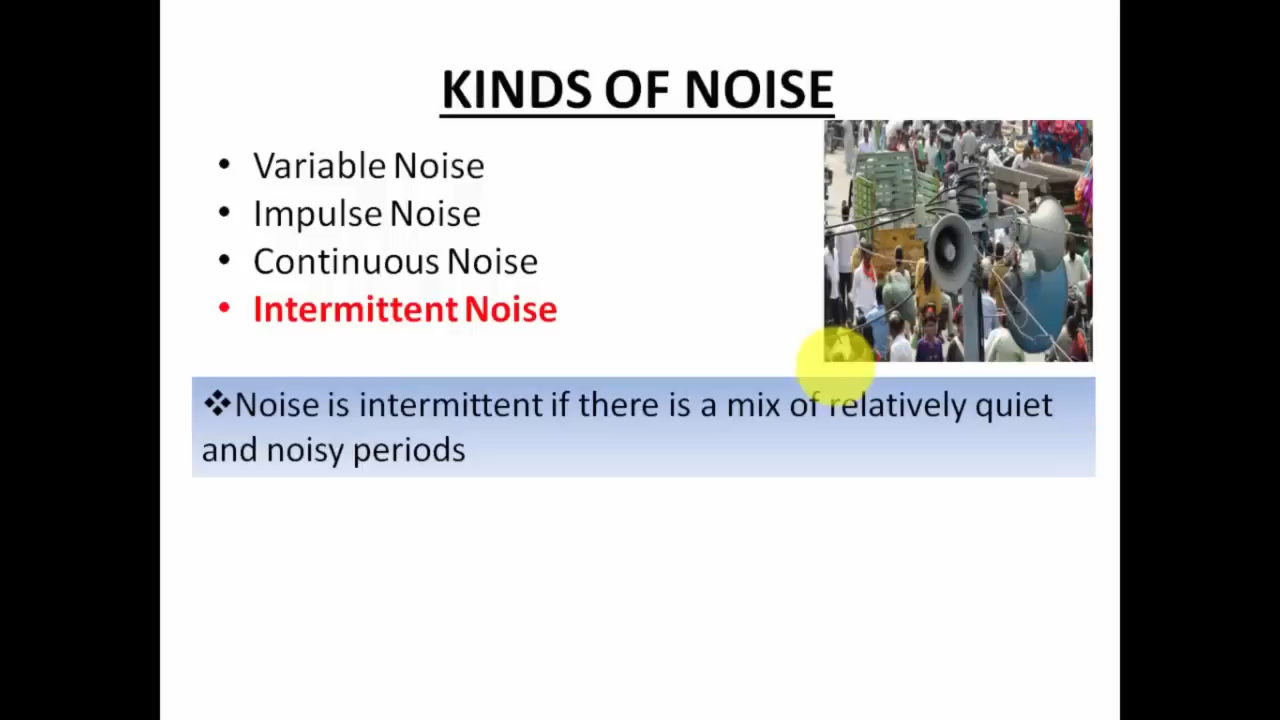 KINDS OF NOISE
• Variable Noise
• Impulse Noise
• Continuous Noise
• Intermittent Noise
❖Noise is intermittent if there is a mix of relatively quiet
and noisy periods